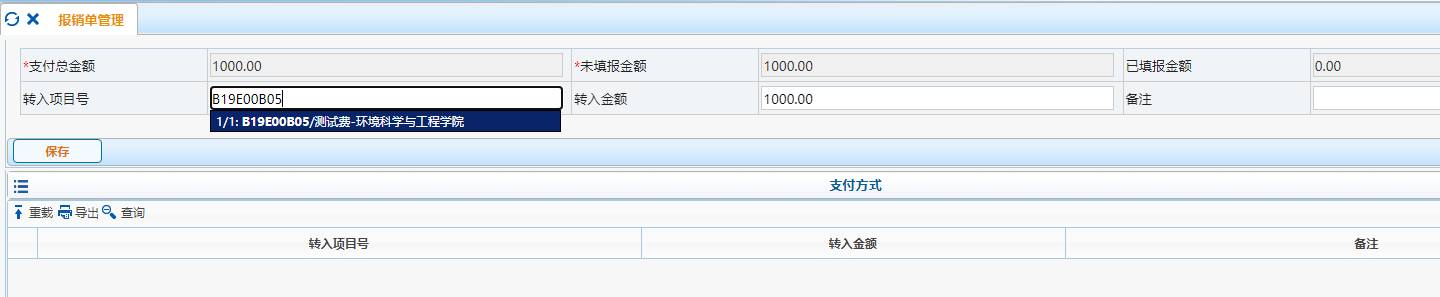 报销单管理
*支付总金额 1000.00 *未填报金额 1000.00 已填报金额 0.00
转入项目号 B19E00B05 转入金额 1000.00 备注
1/1: B19E00B05/测试费-环境科学与工程学院
保存
支付方式
重载 导出 查询
转入项目号 转入金额 备注